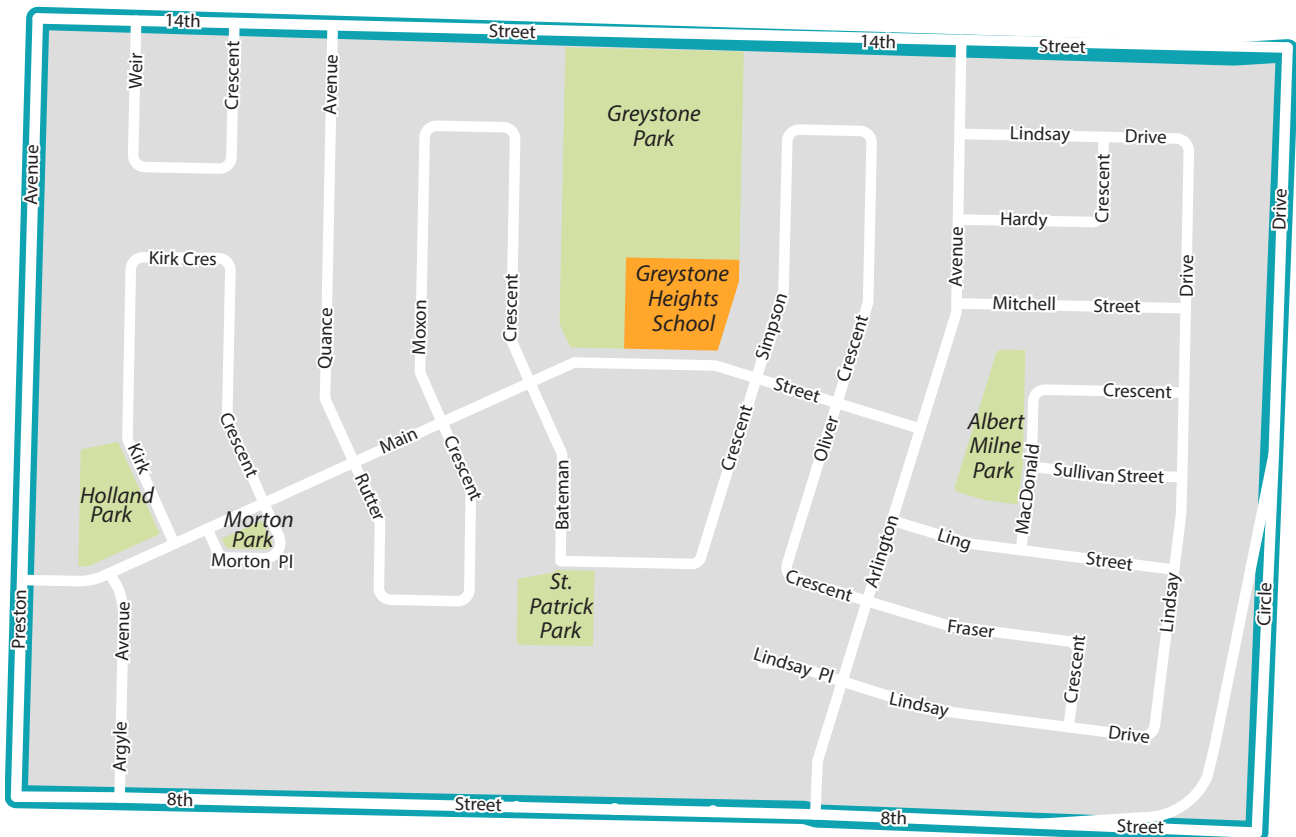 14th
Street
14th
Street
Weir
Crescent
Avenue
Avenue
Greystone
Park
Lindsay
Drive
Crescent
Hardy
Drive
Avenue
Drive
Kirk Cres
Greystone
Heights
School
Crescent
Moxon
Quance
Simpson
Crescent
Mitchell
Street
Street
Crescent
Main
Crescent
Kirk
Crescent
Crescent
Oliver
Albert
Milne
Park
MacDonald
Sullivan Street
Holland
Park
Rutter
Bateman
Morton
Park
Morton Pl
Arlington
Ling
Street
St.
Patrick
Park
Crescent
Preston
Avenue
Fraser
Lindsay
Circle
Crescent
Lindsay Pl
Lindsay
Drive
Argyle
8th
Street
8th
Street